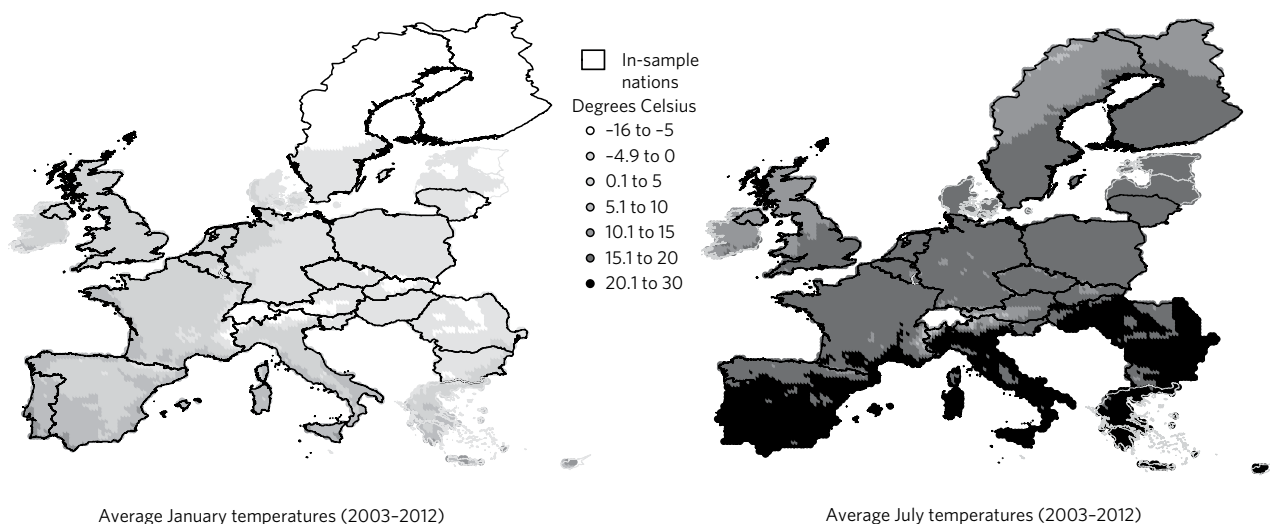 In-sample
nations
Degrees Celsius
–16 to –5
–4.9 to 0
0.1 to 5
5.1 to 10
10.1 to 15
15.1 to 20
20.1 to 30
Average January temperatures (2003–2012)
Average July temperatures (2003–2012)